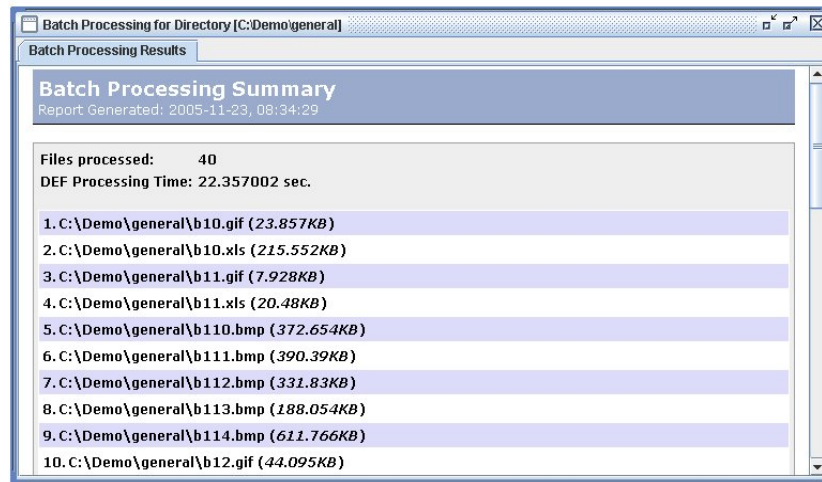 Batch Processing for Directory [C:\Demo\general]
Batch Processing Results
Batch Processing Summary
Report Generated: 2005-11-23, 08:34:29
Files processed: 40
DEF Processing Time: 22.357002 sec.
1. C:\Demo\general\b10.gif (23.857KB)
2. C:\Demo\general\b10.xls (215.552KB)
3. C:\Demo\general\b11.gif (7.928KB)
4. C:\Demo\general\b11.xls (20.48KB)
5. C:\Demo\general\b110.bmp (372.654KB)
6. C:\Demo\general\b111.bmp (390.39KB)
7. C:\Demo\general\b112.bmp (331.83KB)
8. C:\Demo\general\b113.bmp (188.054KB)
9. C:\Demo\general\b114.bmp (611.766KB)
10. C:\Demo\general\b12.gif (44.095KB)